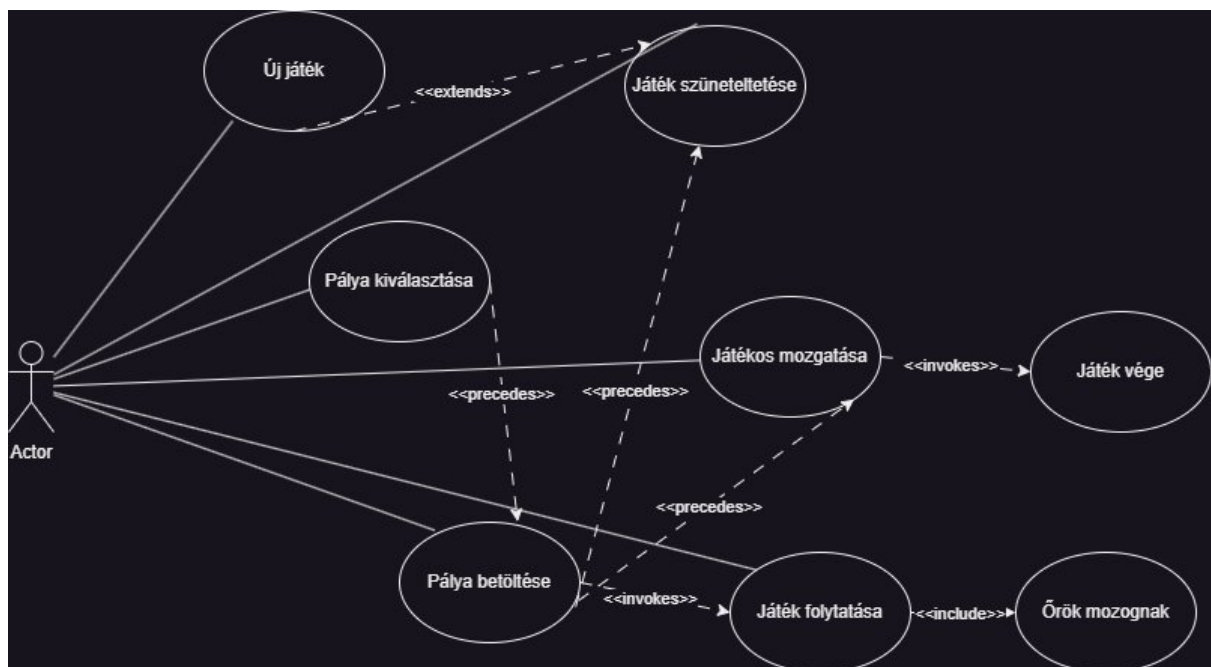 Új játék
Játék szüneteltetése
<<extends>>
Pálya kiválasztása
Játékos mozgatása
<<invokes>>
Játék vége
<<precedes>>
<<precedes>>
Actor
<<precedes>>
Pálya betöltése
<<invokes>>
Játék folytatása
<<include>>
Őrök mozognak